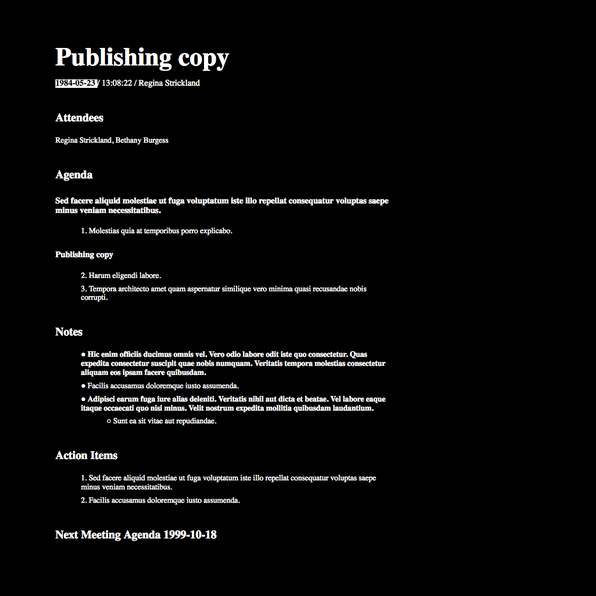 Publishing copy
1984-05-23 / 13:08:22 / Regina Strickland
Attendees
Regina Strickland, Bethany Burgess
Agenda
Sed facere aliquid molestiae ut fuga voluptatum iste illo repellat consequatur voluptas saepe
minus veniam necessitatibus.
1. Molestias quia at temporibus porro explicabo.
Publishing copy
2. Harum eligendi labore.
3. Tempora architecto amet quam aspernatur similique vero minima quasi recusandae nobis
corrupti.
Notes
● Hic enim officiis ducimus omnis vel. Vero odio labore odit iste quo consectetur. Quas
expedita consectetur suscipit quae nobis numquam. Veritatis tempora molestias consectetur
aliquam eos ipsam facere quibusdam.
● Facilis accusamus doloremque iusto assumenda.
● Adipisci earum fuga iure alias deleniti. Veritatis nihil aut dicta et beatae. Vel labore eaque
itaque occaecati quo nisi minus. Velit nostrum expedita mollitia quibusdam laudantium.
○ Sunt ea sit vitae aut repudiandae.
Action Items
1. Sed facere aliquid molestiae ut fuga voluptatum iste illo repellat consequatur voluptas saepe
minus veniam necessitatibus.
2. Facilis accusamus doloremque iusto assumenda.
Next Meeting Agenda 1999-10-18